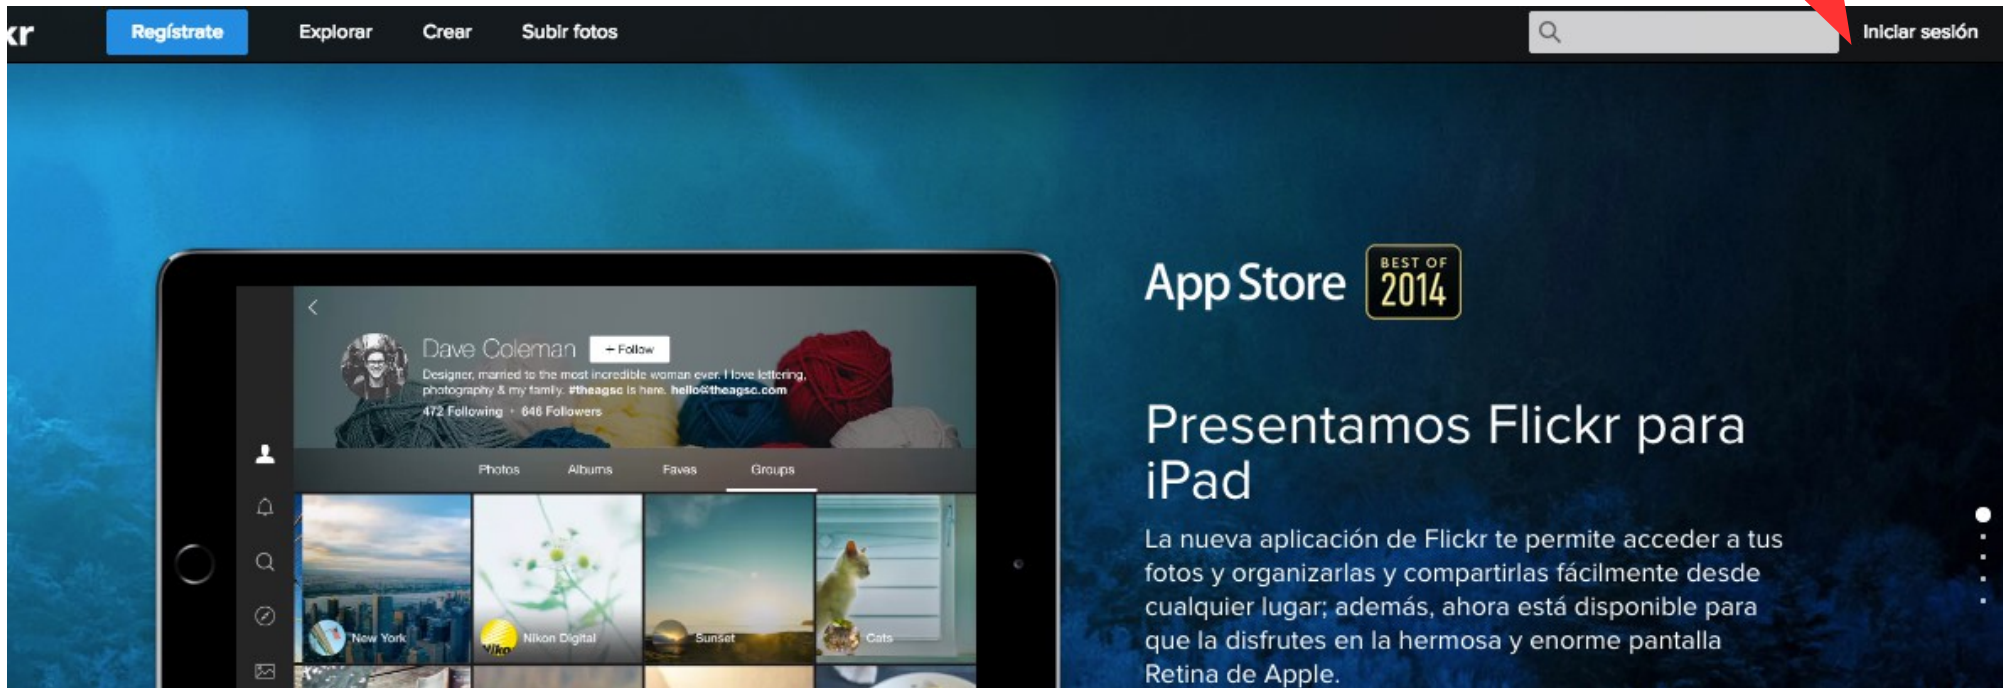 kr
Regístrate
Explorar
Crear
Subir fotos
Iniciar sesión
App Store
BEST OF
2014
Presentamos Flickr para
iPad
La nueva aplicación de Flickr te permite acceder a tus
fotos y organizarlas y compartirlas fácilmente desde
cualquier lugar; además, ahora está disponible para
que la disfrutes en la hermosa y enorme pantalla
Retina de Apple.
Dave Coleman
+ Follow
Designer, married to the most incredible woman ever. I love lettering,
photography & my family. #theagsc is here. hello@theagsc.com
472 Following • 646 Followers
Photos
Albums
Faves
Groups
New York
Nikon Digital
Sunset
Cats